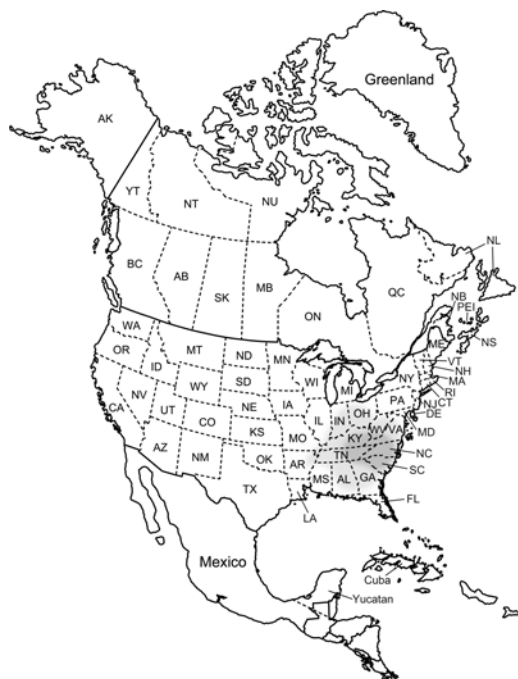 Greenland
AK
YT
NT
NU
NL
BC
AB
SK
MB
ON
QC
NB
PEI
NS
WA
OR
ID
MT
ND
MN
ME
VT
NH
MA
RI
CT
NJ
DE
MD
NC
SC
FL
WY
SD
WI
MI
NY
PA
NV
CA
UT
CO
NE
IA
IL
IN
OH
KS
MO
KY
WV
VA
AZ
NM
OK
AR
TN
TX
MS
AL
GA
LA
Mexico
Cuba
Yucatan